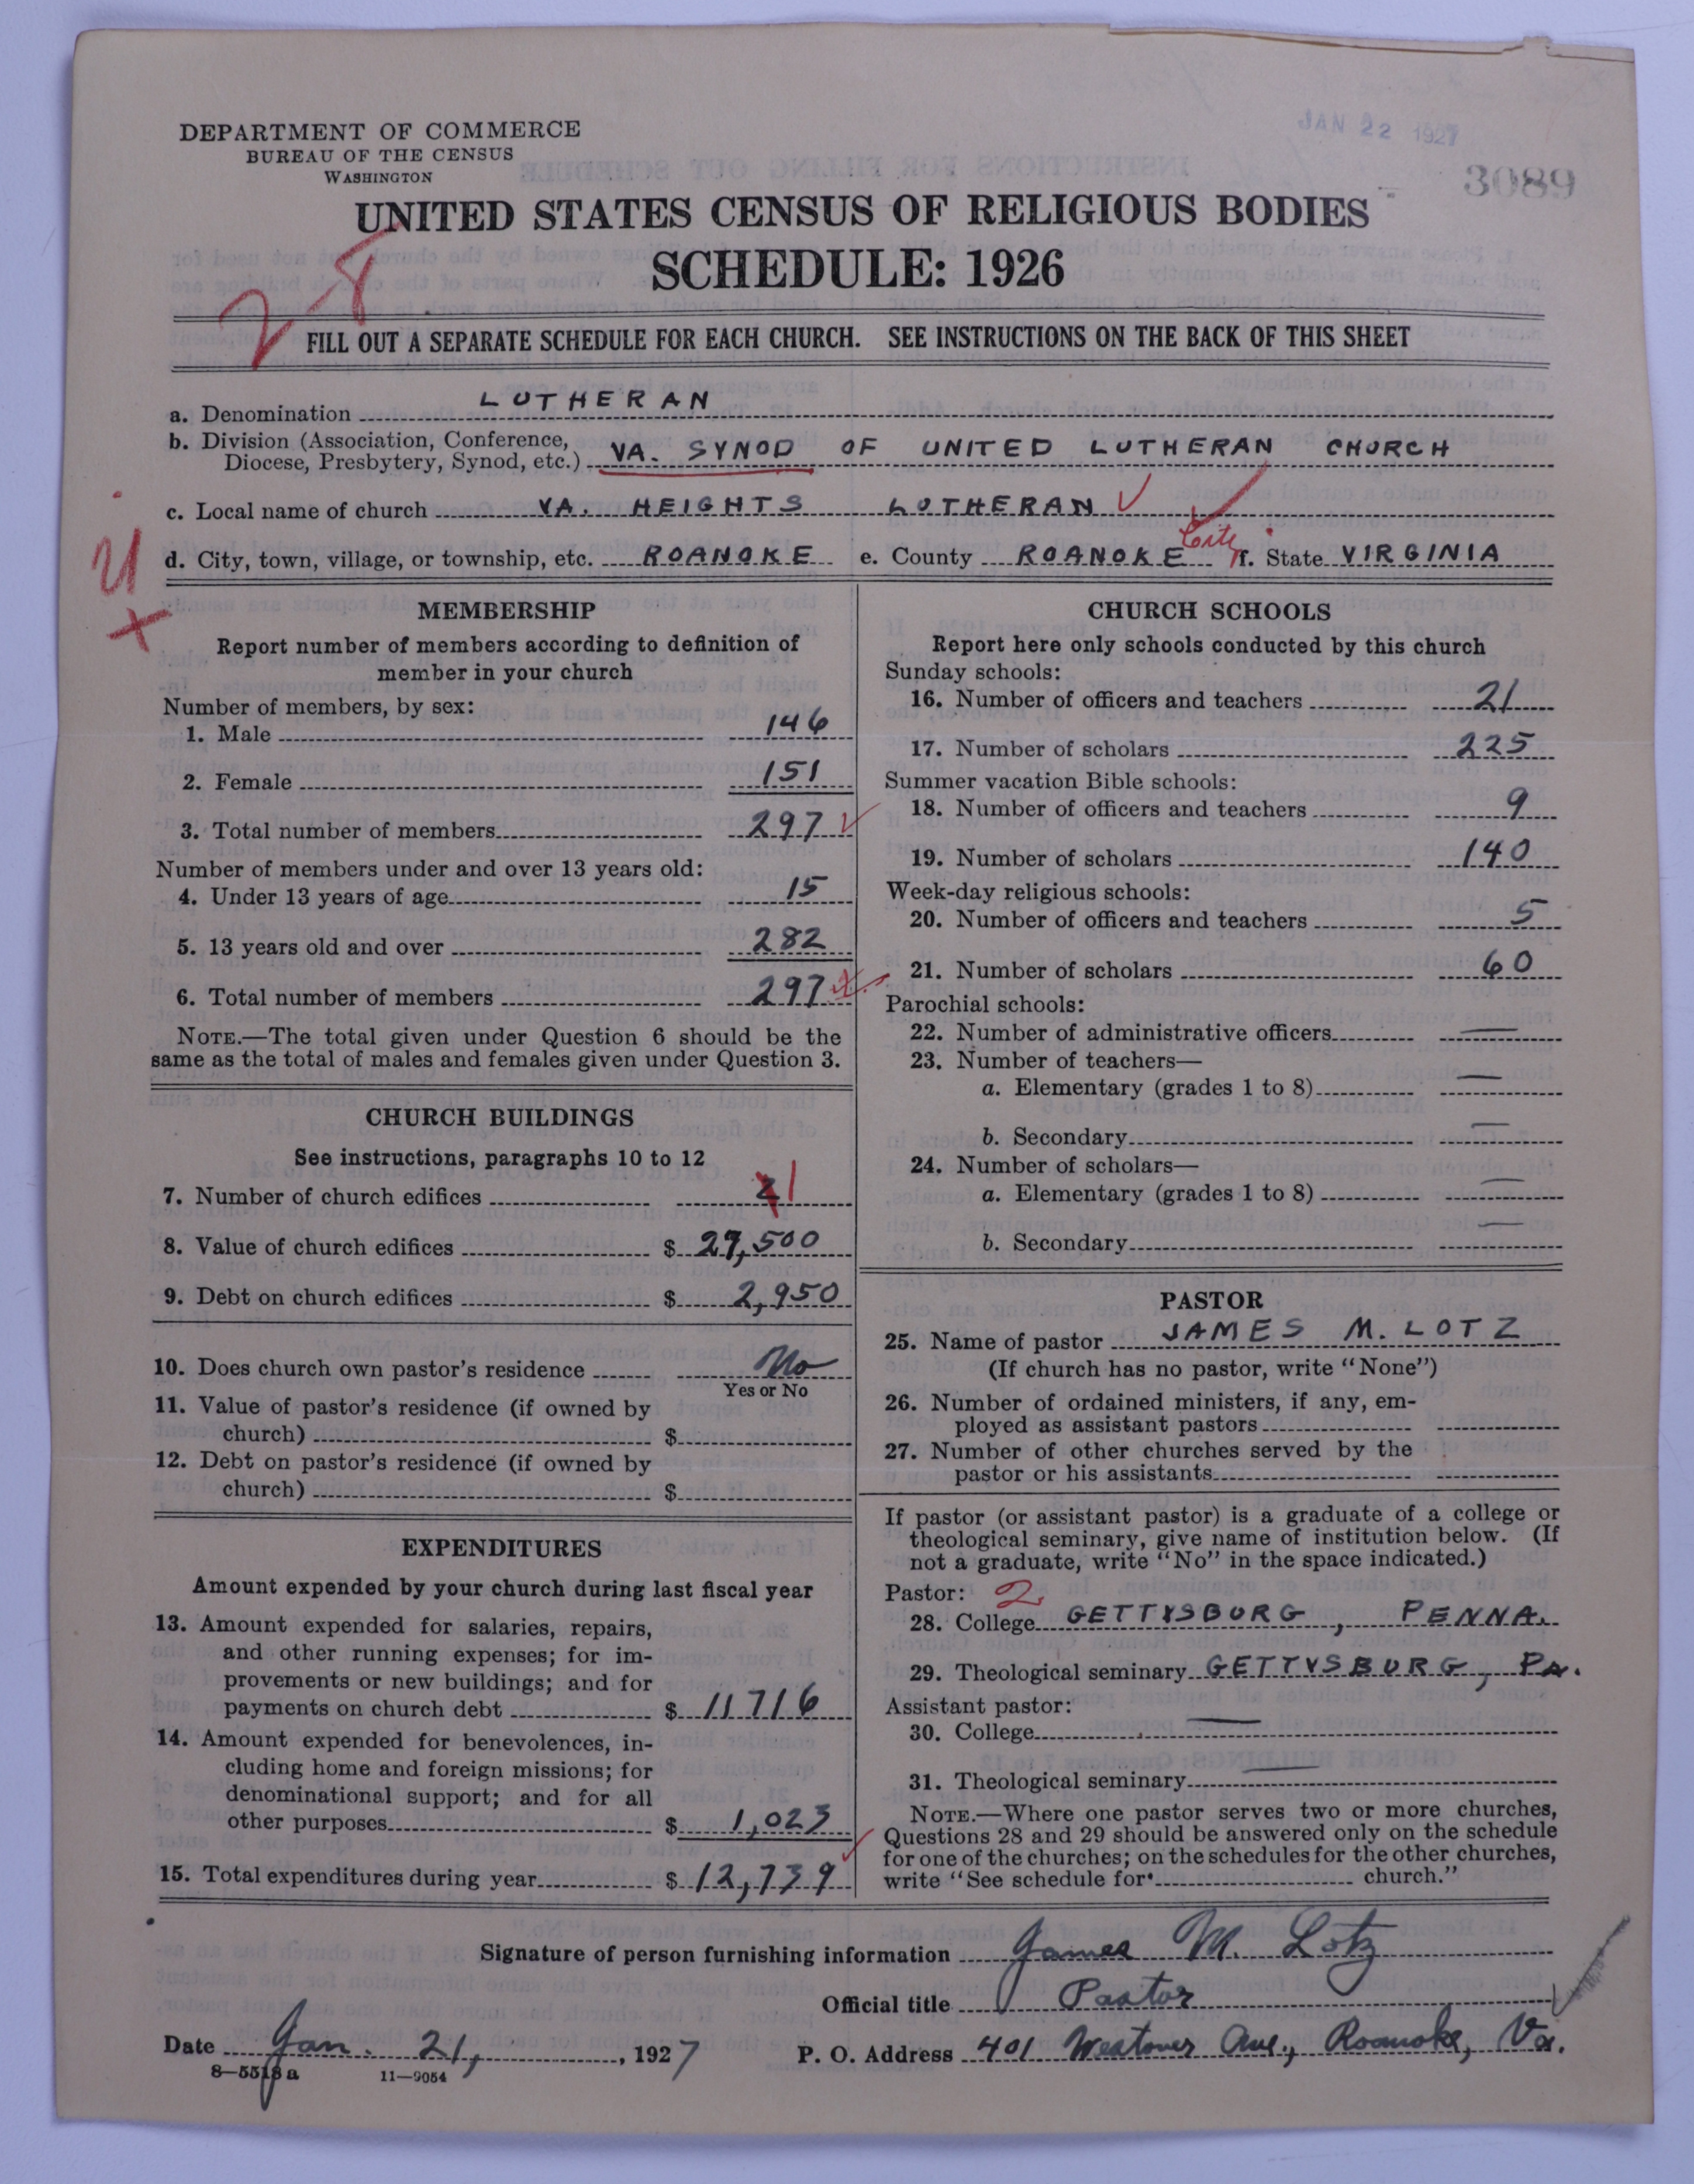 JAN 22 1927
3089
DEPARTMENT OF COMMERCE
BUREAU OF THE CENSUS
WASHINGTON
UNITED STATES CENSUS OF RELIGIOUS BODIES
SCHEDULE: 1926
2-8
FILL OUT A SEPARATE SCHEDULE FOR EACH CHURCH. SEE INSTRUCTIONS ON THE BACK OF THIS SHEET
a. Denomination LUTHERAN
b. Division (Association, Conference, Diocese, Presbytery, Synod, etc.) VA. SYNOD OF UNITED LUTHERAN CHURCH
c. Local name of church VA. HEIGHTS LUTHERAN
d. City, town, village, or township, etc. ROANOKE e. County ROANOKE City f. State VIRGINIA
MEMBERSHIP
Report number of members according to definition of
member in your church
Number of members, by sex:
1. Male 146
2. Female 151
3. Total number of members 297
Number of members under and over 13 years old:
4. Under 13 years of age 15
5. 13 years old and over 282
6. Total number of members 297
NOTE.—The total given under Question 6 should be the
same as the total of males and females given under Question 3.
CHURCH BUILDINGS
See instructions, paragraphs 10 to 12
7. Number of church edifices 2 1
8. Value of church edifices $ 27,500
9. Debt on church edifices $ 2,950
10. Does church own pastor's residence No
Yes or No
11. Value of pastor's residence (if owned by
church) $
12. Debt on pastor's residence (if owned by
church) $
EXPENDITURES
Amount expended by your church during last fiscal year
13. Amount expended for salaries, repairs,
and other running expenses; for im-
provements or new buildings; and for
payments on church debt $ 11716
14. Amount expended for benevolences, in-
cluding home and foreign missions; for
denominational support; and for all
other purposes $ 1,023
15. Total expenditures during year $ 12,739
CHURCH SCHOOLS
Report here only schools conducted by this church
Sunday schools:
16. Number of officers and teachers 21
17. Number of scholars 225
Summer vacation Bible schools:
18. Number of officers and teachers 9
19. Number of scholars 140
Week-day religious schools:
20. Number of officers and teachers 5
21. Number of scholars 60
Parochial schools:
22. Number of administrative officers —
23. Number of teachers—
a. Elementary (grades 1 to 8) —
b. Secondary —
24. Number of scholars—
a. Elementary (grades 1 to 8) —
b. Secondary —
PASTOR
25. Name of pastor JAMES M. LOTZ
(If church has no pastor, write "None")
26. Number of ordained ministers, if any, em-
ployed as assistant pastors
27. Number of other churches served by the
pastor or his assistants
If pastor (or assistant pastor) is a graduate of a college or
theological seminary, give name of institution below. (If
not a graduate, write "No" in the space indicated.)
Pastor: 2
28. College GETTYSBURG, PENNA.
29. Theological seminary GETTYSBURG, PA.
Assistant pastor:
30. College —
31. Theological seminary —
NOTE.—Where one pastor serves two or more churches,
Questions 28 and 29 should be answered only on the schedule
for one of the churches; on the schedules for the other churches,
write "See schedule for church."
Signature of person furnishing information James M. Lotz
Official title Pastor
Date Jan. 21, 1927 P. O. Address 401 Westover Ave., Roanoke, Va.
8—5518 a 11—9054